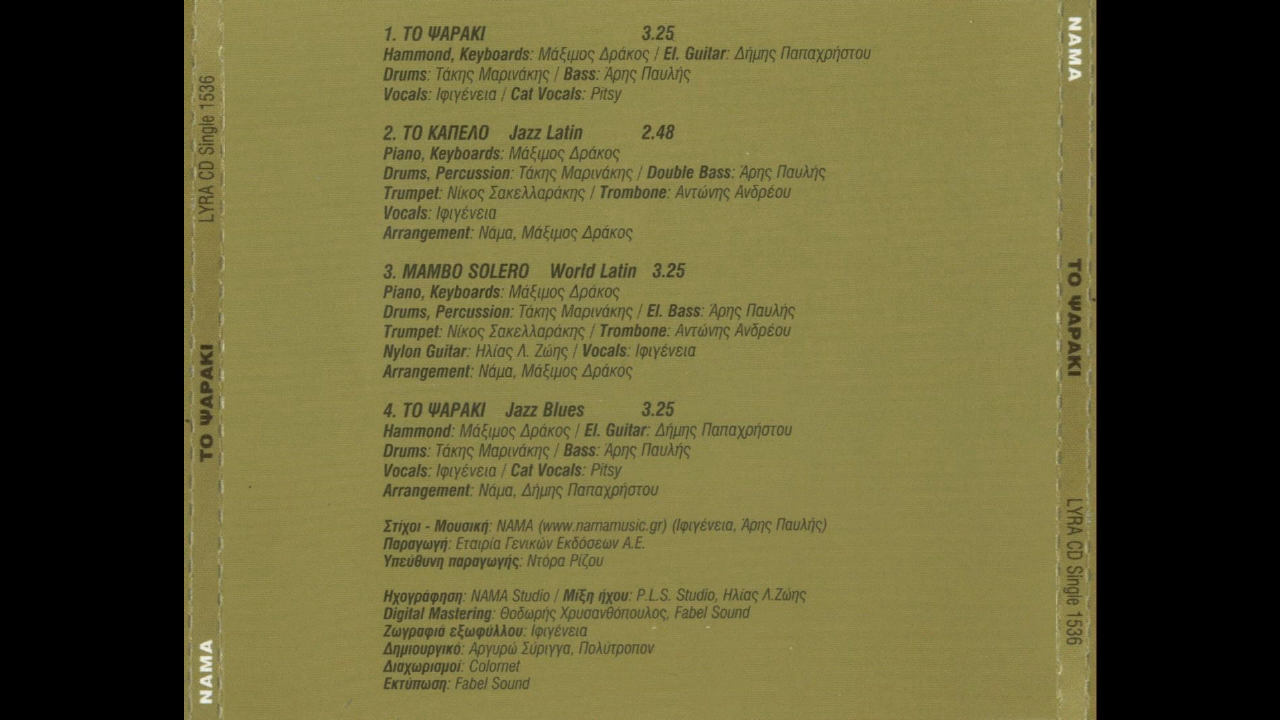 1. ΤΟ ΨΑΡΑΚΙ 3.25
Hammond, Keyboards: Μάξιμος Δράκος / El. Guitar: Δήμης Παπαχρήστου
Drums: Τάκης Μαρινάκης / Bass: Άρης Παυλής
Vocals: Ιφιγένεια / Cat Vocals: Pitsy
2. ΤΟ ΚΑΠΕΛΟ Jazz Latin 2.48
Piano, Keyboards: Μάξιμος Δράκος
Drums, Percussion: Τάκης Μαρινάκης / Double Bass: Άρης Παυλής
Trumpet: Νίκος Σακελλαράκης / Trombone: Αντώνης Ανδρέου
Vocals: Ιφιγένεια
Arrangement: Νάμα, Μάξιμος Δράκος
3. MAMBO SOLERO World Latin 3.25
Piano, Keyboards: Μάξιμος Δράκος
Drums, Percussion: Τάκης Μαρινάκης / El. Bass: Άρης Παυλής
Trumpet: Νίκος Σακελλαράκης / Trombone: Αντώνης Ανδρέου
Nylon Guitar: Ηλίας Λ. Ζώης / Vocals: Ιφιγένεια
Arrangement: Νάμα, Μάξιμος Δράκος
4. ΤΟ ΨΑΡΑΚΙ Jazz Blues 3.25
Hammond: Μάξιμος Δράκος / El. Guitar: Δήμης Παπαχρήστου
Drums: Τάκης Μαρινάκης / Bass: Άρης Παυλής
Vocals: Ιφιγένεια / Cat Vocals: Pitsy
Arrangement: Νάμα, Δήμης Παπαχρήστου
Στίχοι - Μουσική: NAMA (www.namamusic.gr) (Ιφιγένεια, Άρης Παυλής)
Παραγωγή: Εταιρία Γενικών Εκδόσεων Α.Ε.
Υπεύθυνη παραγωγής: Ντόρα Ρίζου
Ηχογράφηση: NAMA Studio / Μίξη ήχου: P.L.S. Studio, Ηλίας Λ.Ζώης
Digital Mastering: Θοδωρής Χρυσανθόπουλος, Fabel Sound
Ζωγραφιά εξωφύλλου: Ιφιγένεια
Δημιουργικό: Αργυρώ Σύριγγα, Πολύτροπον
Διαχωρισμοί: Colornet
Εκτύπωση: Fabel Sound
NAMA
ΤΟ ΨΑΡΑΚΙ
LYRA CD Single 1536
NAMA
ΤΟ ΨΑΡΑΚΙ
LYRA CD Single 1536